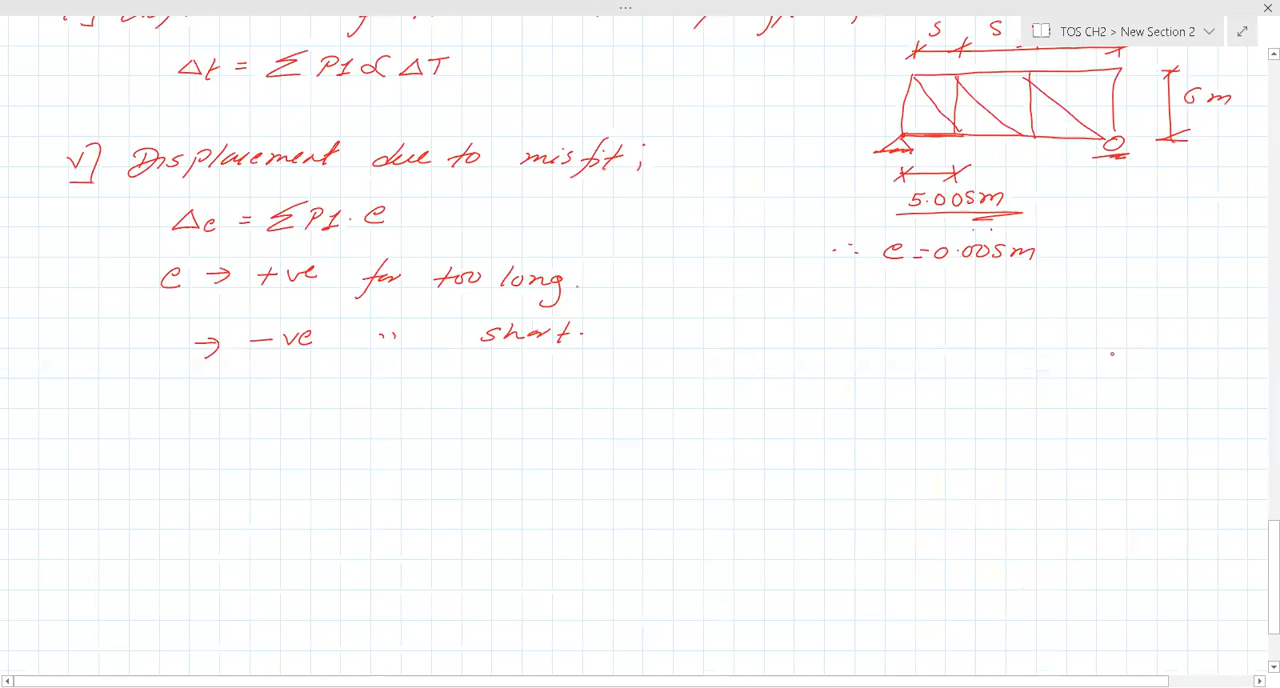 TOS CH2 > New Section 2
Δt = Σ P1 ∝ ΔT
5 5
6 m
v] Displacement due to misfit;
5.005m
Δe = Σ P1. e
∴ e = 0.005m
e → +ve for too long.
→ -ve " short.